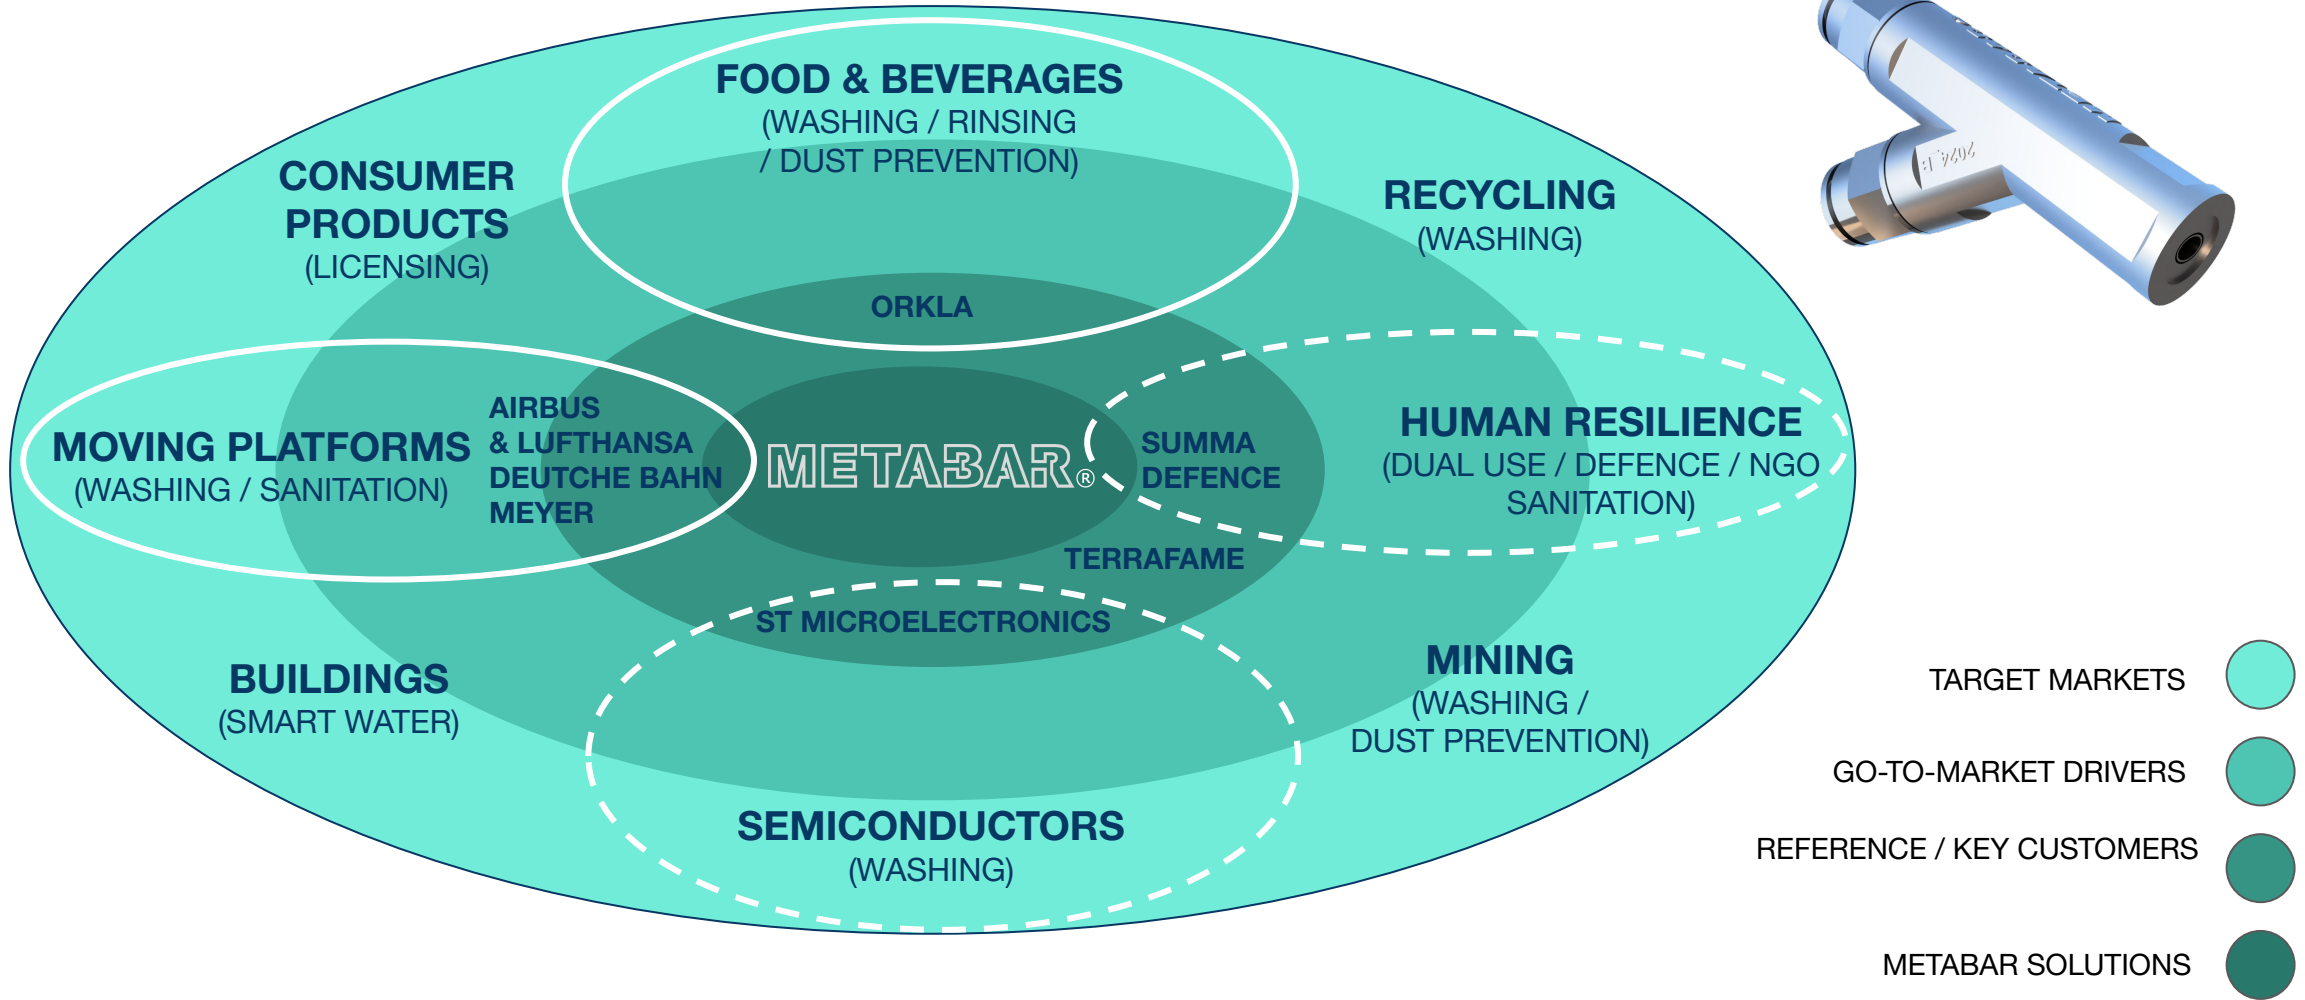 FOOD & BEVERAGES
(WASHING / RINSING
/ DUST PREVENTION)
CONSUMER
PRODUCTS
(LICENSING)
RECYCLING
(WASHING)
2024_B
ORKLA
MOVING PLATFORMS
(WASHING / SANITATION)
AIRBUS
& LUFTHANSA
DEUTCHE BAHN
MEYER
METABAR®
SUMMA
DEFENCE
HUMAN RESILIENCE
(DUAL USE / DEFENCE / NGO
SANITATION)
TERRAFAME
ST MICROELECTRONICS
BUILDINGS
(SMART WATER)
MINING
(WASHING /
DUST PREVENTION)
SEMICONDUCTORS
(WASHING)
TARGET MARKETS
GO-TO-MARKET DRIVERS
REFERENCE / KEY CUSTOMERS
METABAR SOLUTIONS